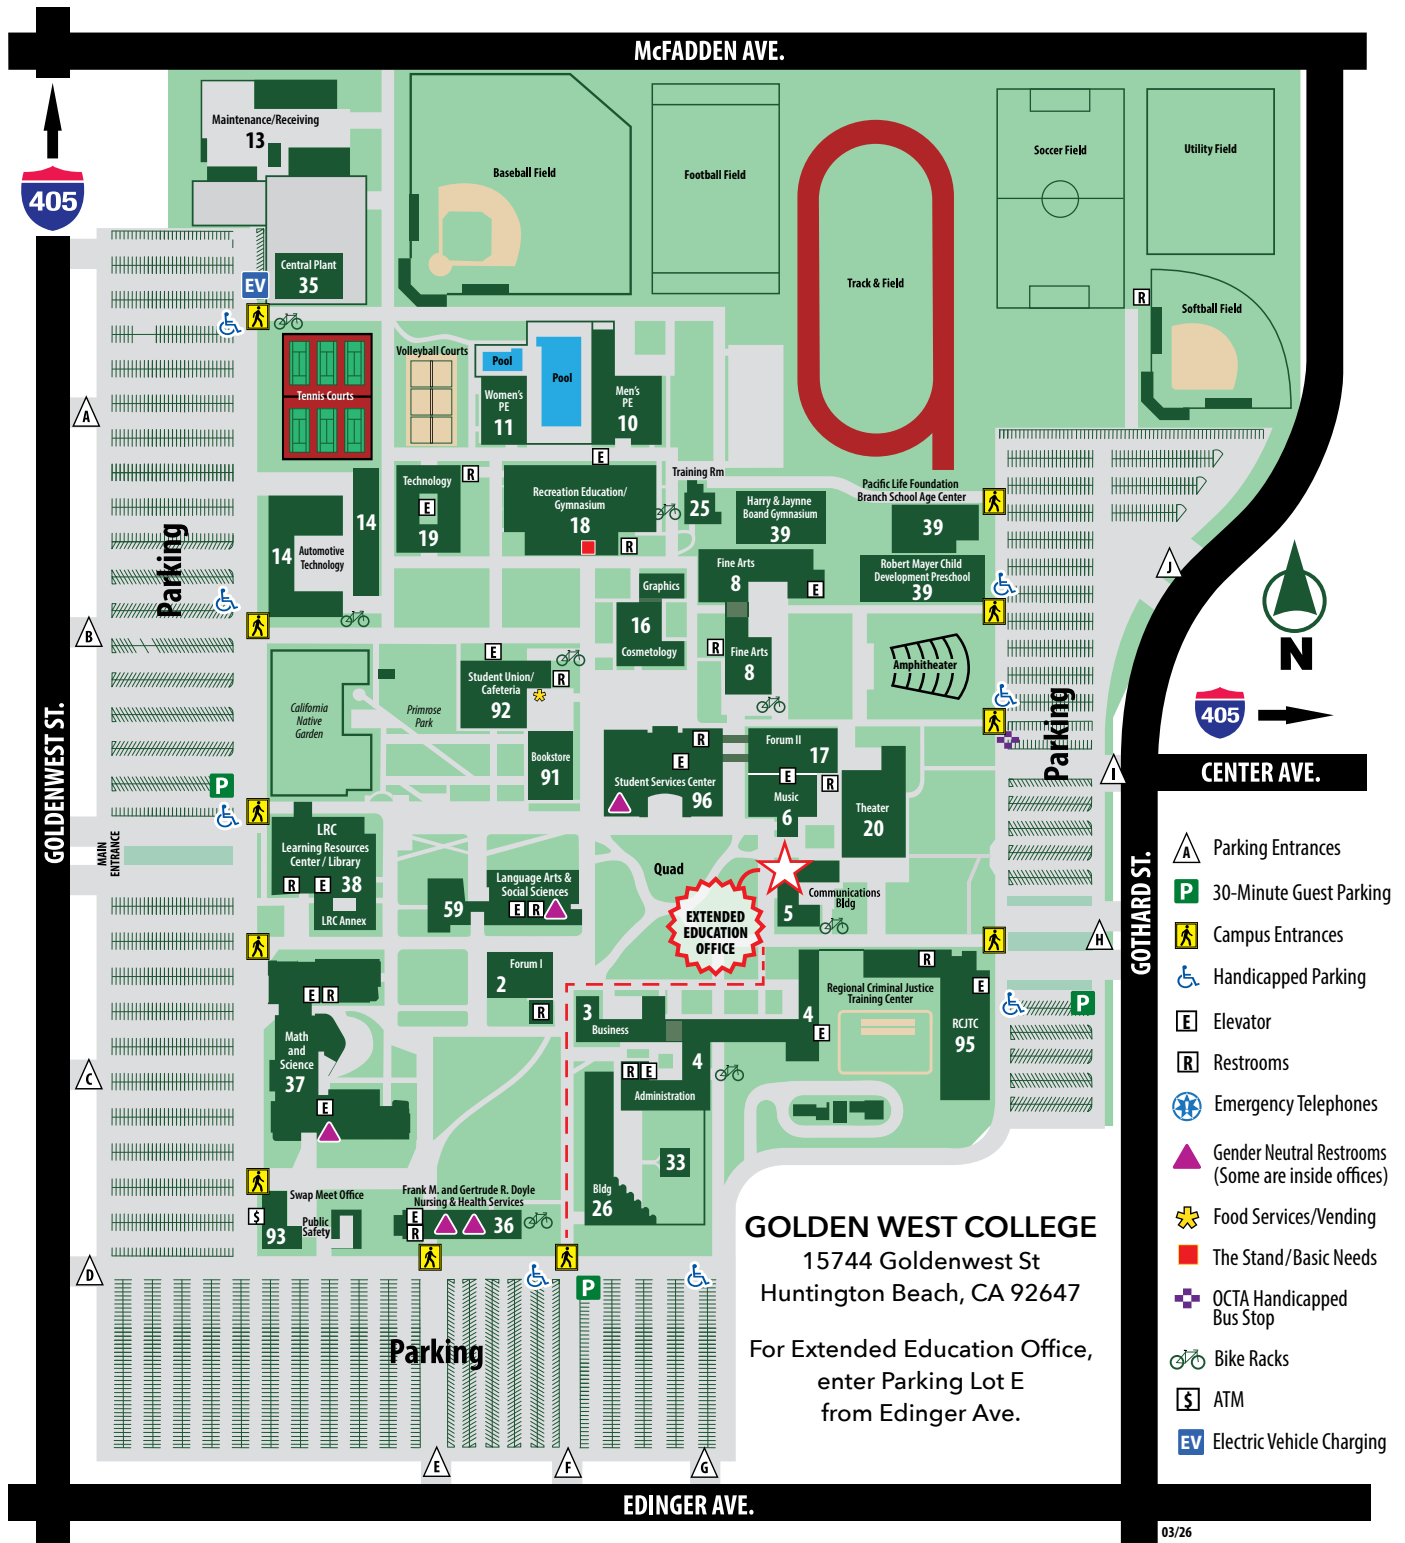 McFADDEN AVE.
405
Maintenance/Receiving
13
Central Plant
35
EV
Baseball Field
Football Field
Track & Field
Soccer Field
Utility Field
R
Softball Field
Tennis Courts
Volleyball Courts
Pool
Pool
Women's
PE
11
Men's
PE
10
A
E
Technology
E
19
R
Recreation Education/
Gymnasium
18
R
Training Rm
25
Harry & Jaynne
Board Gymnasium
39
Pacific Life Foundation
Branch School Age Center
39
Robert Mayer Child
Development Preschool
39
14
14
Automotive
Technology
Parking
B
Fine Arts
8
E
Graphics
16
Cosmetology
R
Fine Arts
8
Amphitheater
J
N
405
CENTER AVE.
Parking
I
California
Native
Garden
Primrose
Park
E
Student Union/
Cafeteria
92
R
Bookstore
91
R
E
Student Services Center
96
Forum II
17
E
R
Music
6
Theater
20
P
GOLDENWEST ST.
MAIN
ENTRANCE
LRC
Learning Resources
Center / Library
R
E
38
LRC Annex
59
Language Arts &
Social Sciences
E
R
Quad
EXTENDED
EDUCATION
OFFICE
Communications
Bldg
5
H
GOTHARD ST.
E
R
Math
and
Science
37
E
Forum I
2
R
3
Business
4
4
E
R
E
Administration
Regional Criminal Justice
Training Center
R
E
RCJTC
95
P
C
33
Bldg
26
Swap Meet Office
$
93
Public
Safety
Frank M. and Gertrude R. Doyle
Nursing & Health Services
E
R
36
D
P
Parking
E
F
G
GOLDEN WEST COLLEGE
15744 Goldenwest St
Huntington Beach, CA 92647
For Extended Education Office,
enter Parking Lot E
from Edinger Ave.
A Parking Entrances
P 30-Minute Guest Parking
Campus Entrances
Handicapped Parking
E Elevator
R Restrooms
Emergency Telephones
Gender Neutral Restrooms
(Some are inside offices)
Food Services/Vending
The Stand/Basic Needs
OCTA Handicapped
Bus Stop
Bike Racks
$ ATM
EV Electric Vehicle Charging
EDINGER AVE.
03/26